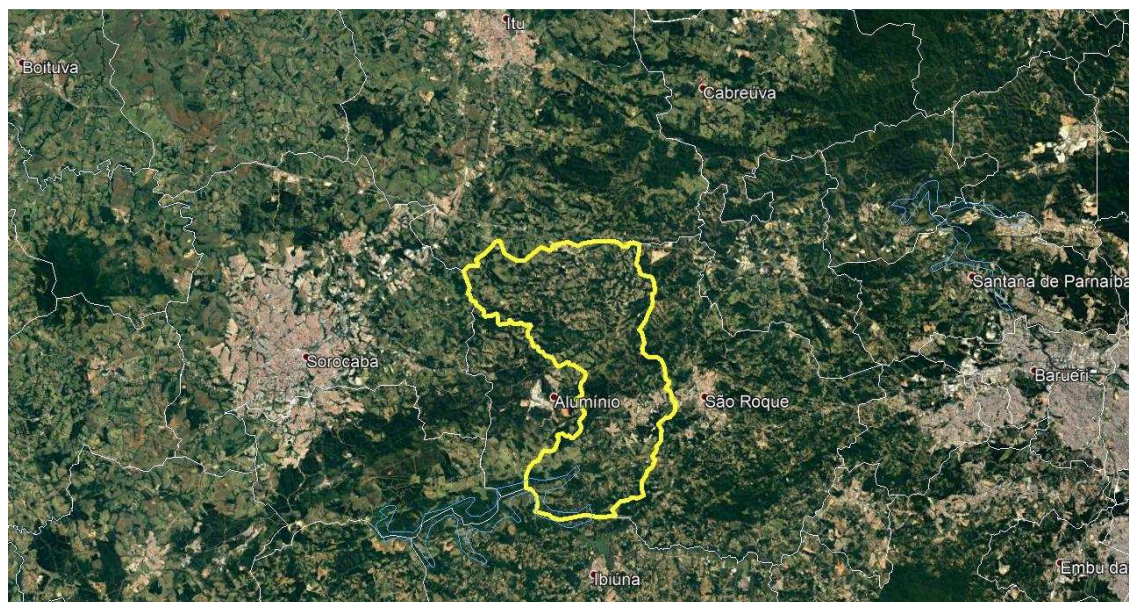 Itu
Boituva
Cabreúva
Santana de Parnaíba
Sorocaba
Barueri
Alumínio
São Roque
Ibiúna
Embu da